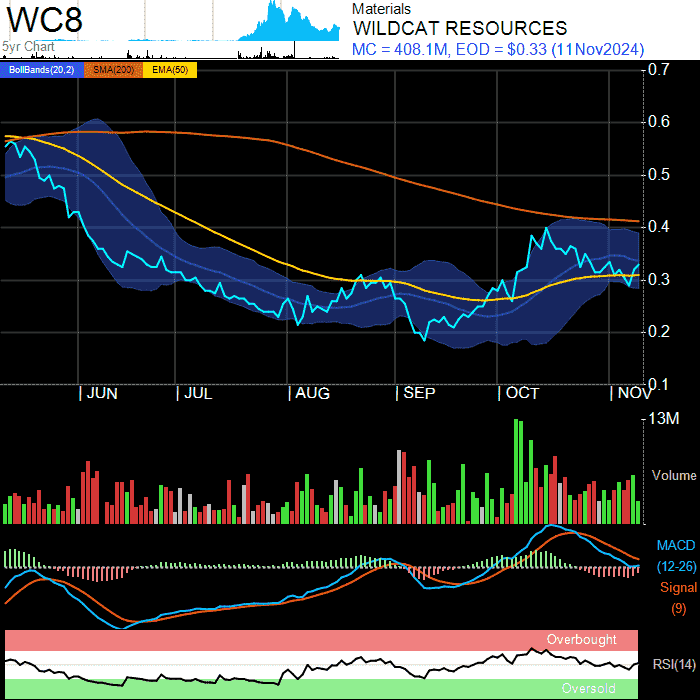 WC8
5yr Chart
Materials
WILDCAT RESOURCES
MC = 408.1M, EOD = $0.33 (11Nov2024)
BollBands(20,2) SMA(200) EMA(50)
0.7
0.6
0.5
0.4
0.3
0.2
0.1
JUN JUL AUG SEP OCT NOV
13M
Volume
MACD
(12-26)
Signal
(9)
Overbought
RSI(14)
Oversold